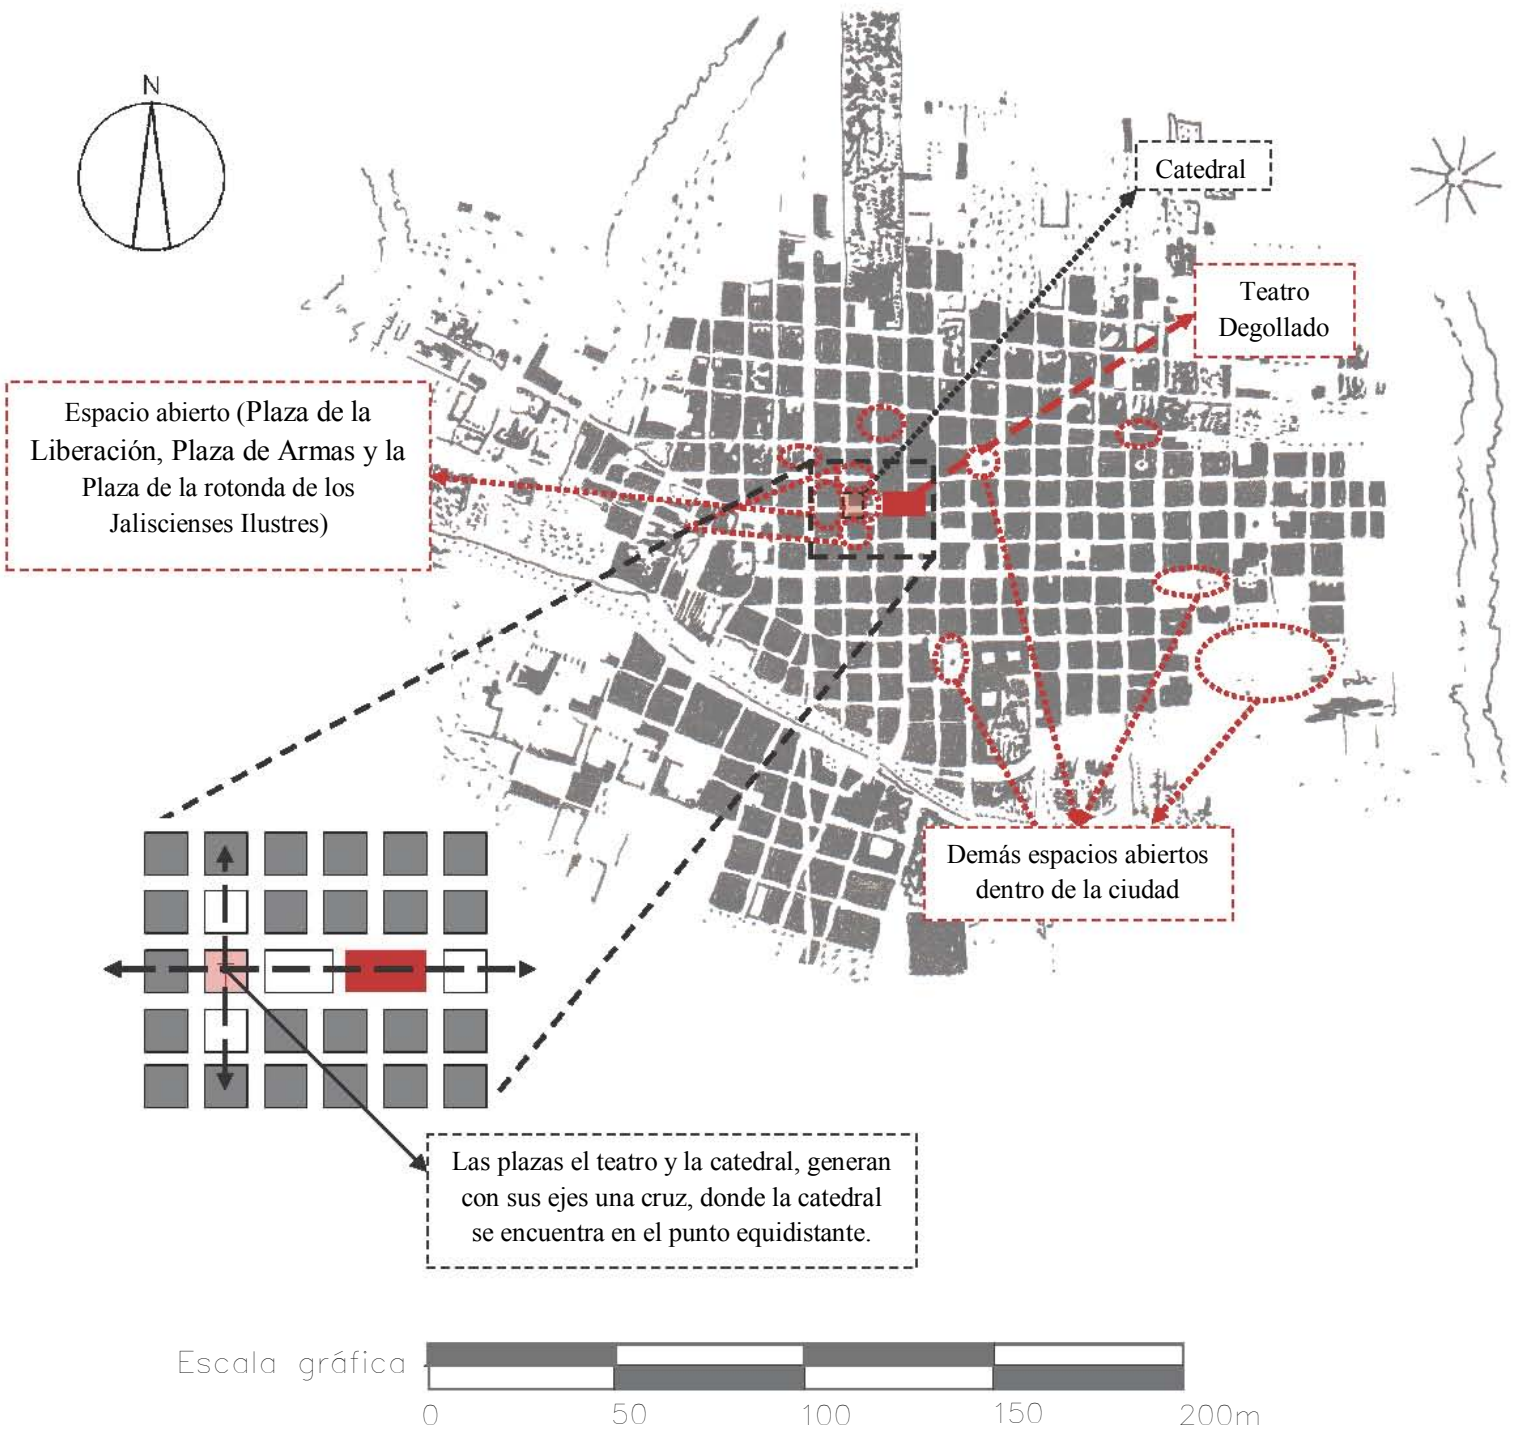 N
Catedral
Teatro
Degollado
Espacio abierto (Plaza de la
Liberación, Plaza de Armas y la
Plaza de la rotonda de los
Jaliscienses Ilustres)
Demás espacios abiertos
dentro de la ciudad
Las plazas el teatro y la catedral, generan
con sus ejes una cruz, donde la catedral
se encuentra en el punto equidistante.
Escala gráfica
0 50 100 150 200m